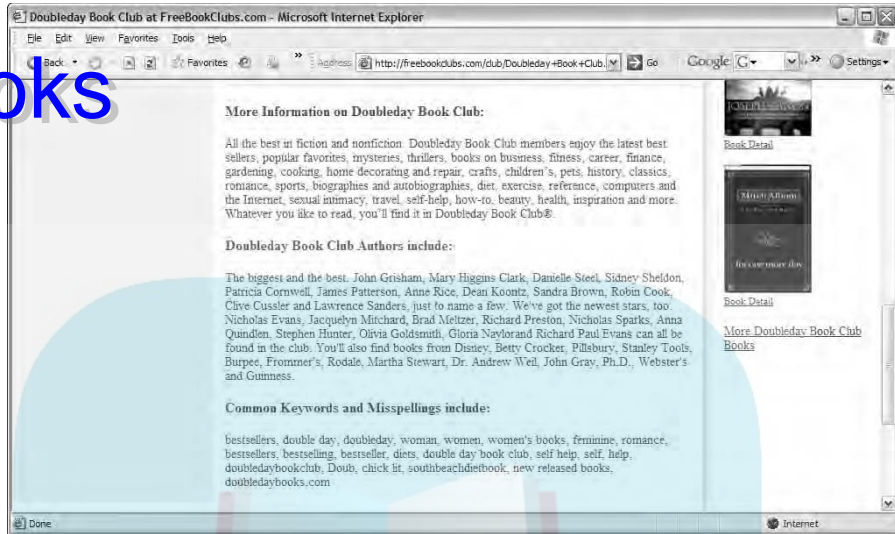 Doubleday Book Club at FreeBookClubs.com - Microsoft Internet Explorer
File Edit View Favorites Tools Help
Back Favorites Address http://freebookclubs.com/club/Doubleday+Book+Club. Go Google G Settings
oks
More Information on Doubleday Book Club:
All the best in fiction and nonfiction. Doubleday Book Club members enjoy the latest best
sellers, popular favorites, mysteries, thrillers, books on business, fitness, career, finance,
gardening, cooking, home decorating and repair, crafts, children's, pets, history, classics,
romance, sports, biographies and autobiographies, diet, exercise, reference, computers and
the Internet, sexual intimacy, travel, self-help, how-to, beauty, health, inspiration and more.
Whatever you like to read, you'll find it in Doubleday Book Club®.
Doubleday Book Club Authors include:
The biggest and the best. John Grisham, Mary Higgins Clark, Danielle Steel, Sidney Sheldon,
Patricia Cornwell, James Patterson, Anne Rice, Dean Koontz, Sandra Brown, Robin Cook,
Clive Cussler and Lawrence Sanders, just to name a few. We've got the newest stars, too.
Nicholas Evans, Jacquelyn Mitchard, Brad Meltzer, Richard Preston, Nicholas Sparks, Anna
Quindlen, Stephen Hunter, Olivia Goldsmith, Gloria Naylorand Richard Paul Evans can all be
found in the club. You'll also find books from Disney, Betty Crocker, Pillsbury, Stanley Tools,
Burpee, Frommer's, Rodale, Martha Stewart, Dr. Andrew Weil, John Gray, Ph.D., Webster's
and Guinness.
Common Keywords and Misspellings include:
bestsellers, double day, doubleday, woman, women, women's books, feminine, romance,
bestsellers, bestselling, bestseller, diets, double day book club, self help, self, help,
doubledaybookclub, Doub, chick lit, southbeachdietbook, new released books,
doubledaybooks.com
Book Detail
Mitch Albom
for one more day
Book Detail
More Doubleday Book Club
Books
Done Internet